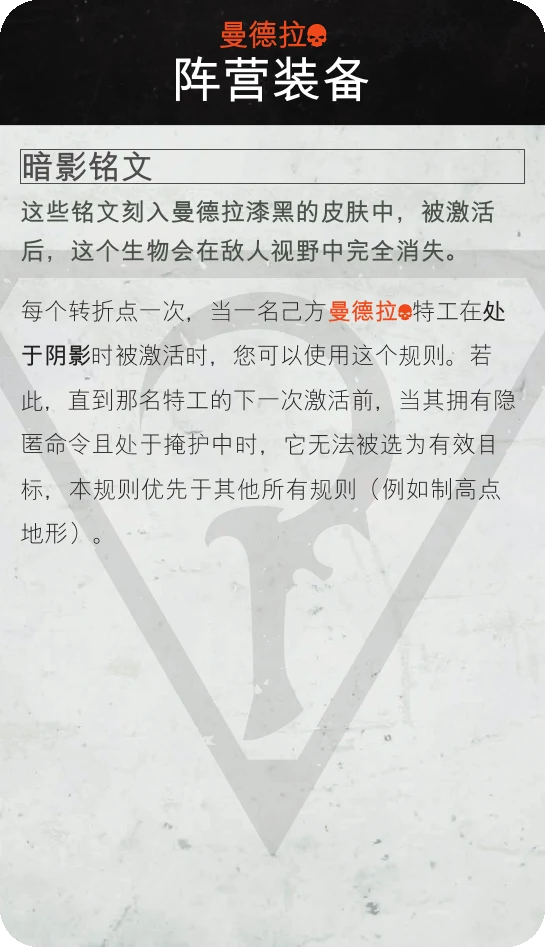 曼德拉
阵营装备
暗影铭文
这些铭文刻入曼德拉漆黑的皮肤中，被激活
后，这个生物会在敌人视野中完全消失。
每个转折点一次，当一名己方曼德拉特工在处
于阴影时被激活时，您可以使用这个规则。若
此，直到那名特工的下一次激活前，当其拥有隐
匿命令且处于掩护中时，它无法被选为有效目
标，本规则优先于其他所有规则（例如制高点
地形）。